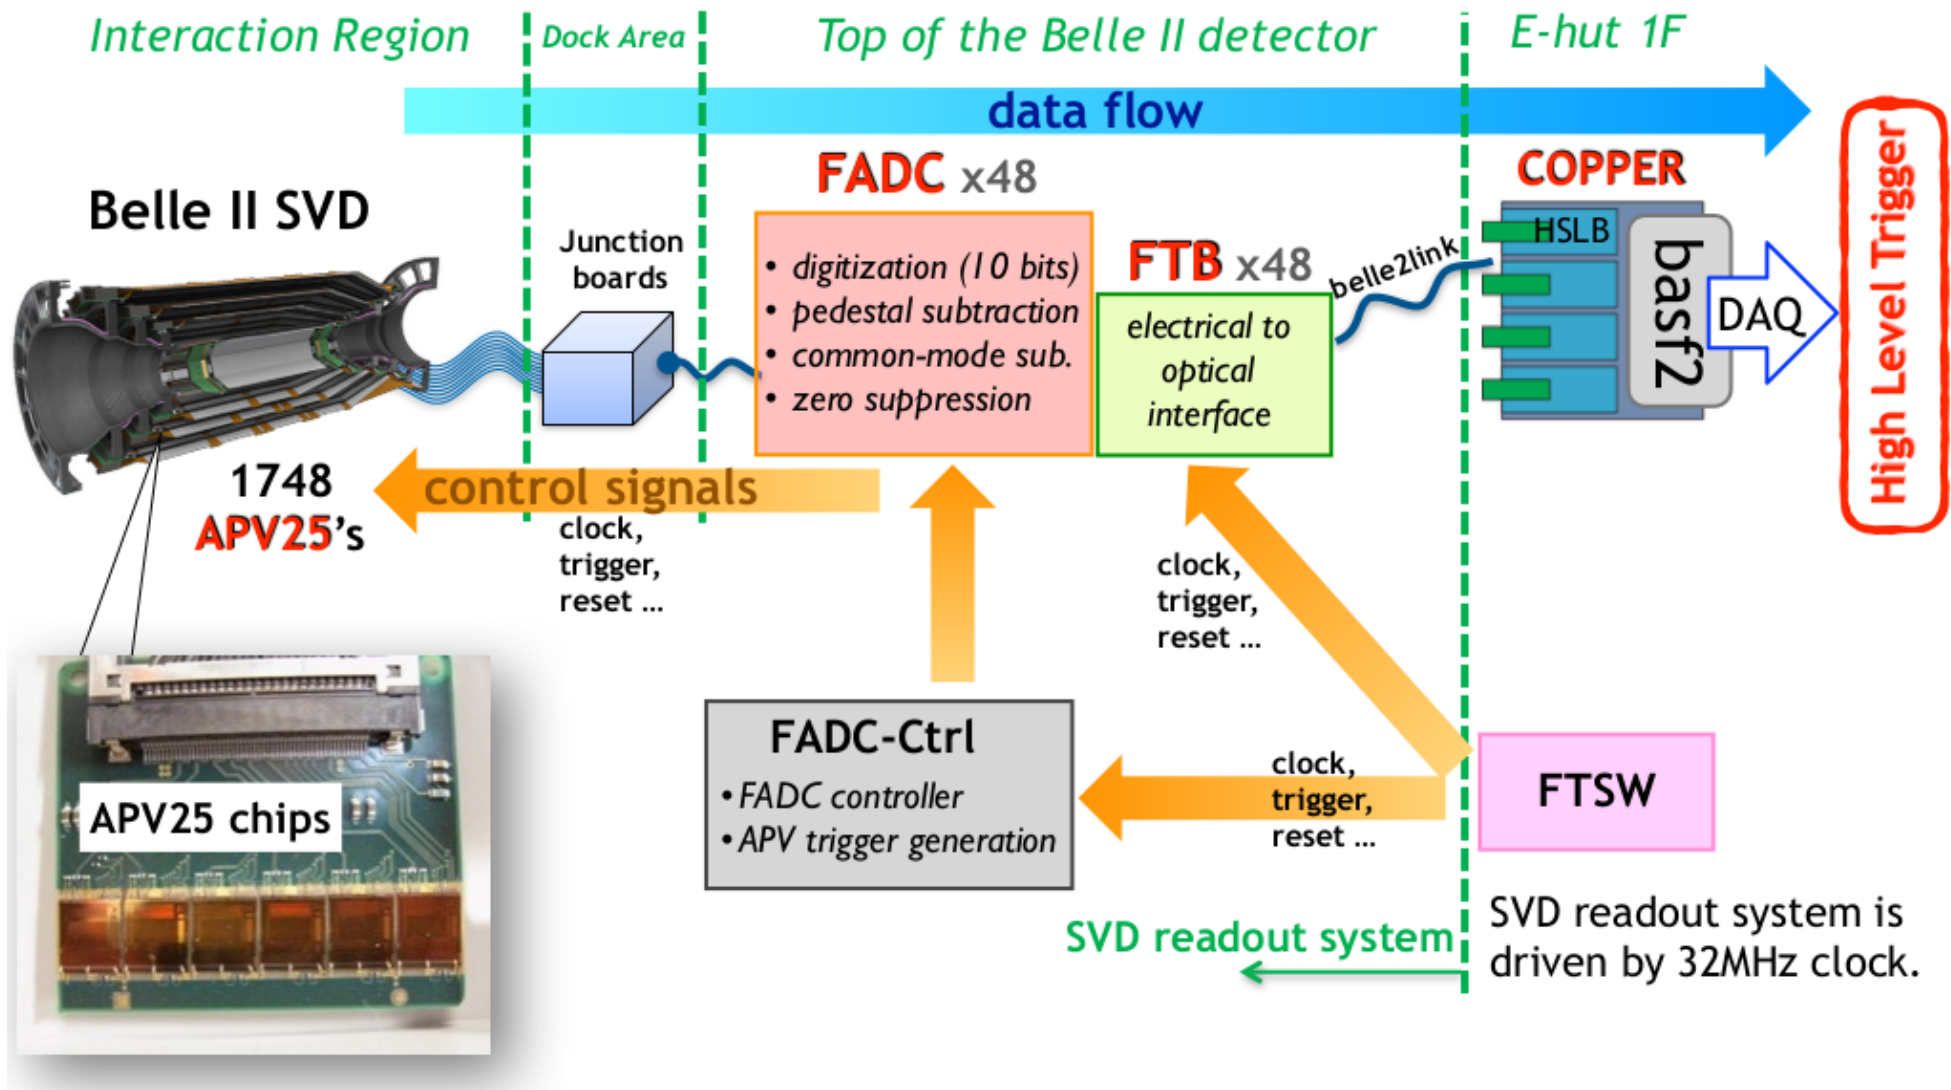 Interaction Region
Dock Area
Top of the Belle II detector
E-hut 1F
data flow
Belle II SVD
Junction
boards
FADC x48
• digitization (10 bits)
• pedestal subtraction
• common-mode sub.
• zero suppression
FTB x48
electrical to
optical
interface
belle2link
COPPER
HSLB
basf2
DAQ
High Level Trigger
1748
APV25's
control signals
clock,
trigger,
reset ...
clock,
trigger,
reset ...
FADC-Ctrl
• FADC controller
• APV trigger generation
clock,
trigger,
reset ...
FTSW
APV25 chips
SVD readout system
SVD readout system is
driven by 32MHz clock.